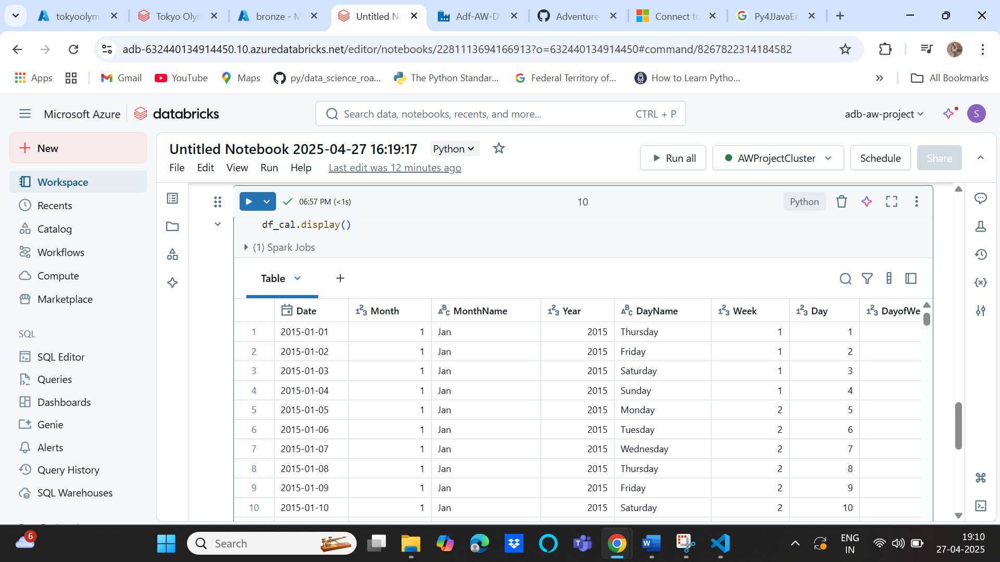 tokyoolym
Tokyo Olyn
bronze - M
Untitled No
Adf-AW-DV
Adventure
Connect to
Py4JJavaEr
adb-632440134914450.10.azuredatabricks.net/editor/notebooks/2281113694166913?o=632440134914450#command/8267822314184582
Apps
Gmail
YouTube
Maps
py/data_science_roa...
The Python Standar...
Federal Territory of...
How to Learn Pytho...
All Bookmarks
Microsoft Azure
databricks
Search data, notebooks, recents, and more...
CTRL + P
adb-aw-project
S
New
Workspace
Recents
Catalog
Workflows
Compute
Marketplace
SQL
SQL Editor
Queries
Dashboards
Genie
Alerts
Query History
SQL Warehouses
Untitled Notebook 2025-04-27 16:19:17
Python
Run all
AWProjectCluster
Schedule
Share
File Edit View Run Help
Last edit was 12 minutes ago
06:57 PM (<1s)
10
Python
df_cal.display()
(1) Spark Jobs
Table
Date Month MonthName Year DayName Week Day DayofWe
1 2015-01-01 1 Jan 2015 Thursday 1 1
2 2015-01-02 1 Jan 2015 Friday 1 2
3 2015-01-03 1 Jan 2015 Saturday 1 3
4 2015-01-04 1 Jan 2015 Sunday 1 4
5 2015-01-05 1 Jan 2015 Monday 2 5
6 2015-01-06 1 Jan 2015 Tuesday 2 6
7 2015-01-07 1 Jan 2015 Wednesday 2 7
8 2015-01-08 1 Jan 2015 Thursday 2 8
9 2015-01-09 1 Jan 2015 Friday 2 9
10 2015-01-10 1 Jan 2015 Saturday 2 10
6
Search
ENG
IN
19:10
27-04-2025